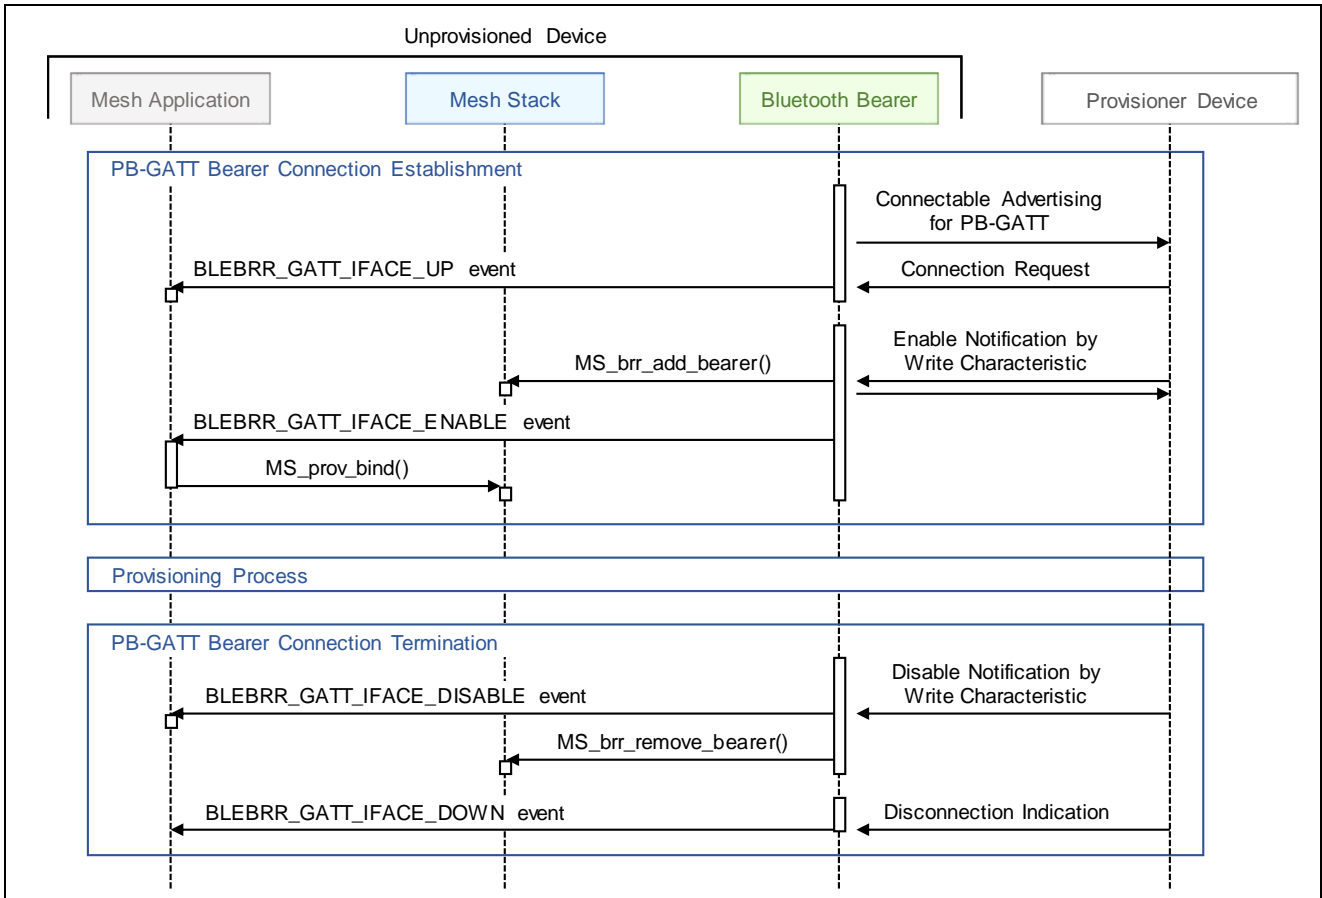 Unprovisioned Device
Mesh Application
Mesh Stack
Bluetooth Bearer
Provisioner Device
PB-GATT Bearer Connection Establishment
Connectable Advertising
for PB-GATT
BLEBRR_GATT_IFACE_UP event
Connection Request
Enable Notification by
Write Characteristic
MS_brr_add_bearer()
BLEBRR_GATT_IFACE_ENABLE event
MS_prov_bind()
Provisioning Process
PB-GATT Bearer Connection Termination
Disable Notification by
Write Characteristic
BLEBRR_GATT_IFACE_DISABLE event
MS_brr_remove_bearer()
BLEBRR_GATT_IFACE_DOWN event
Disconnection Indication